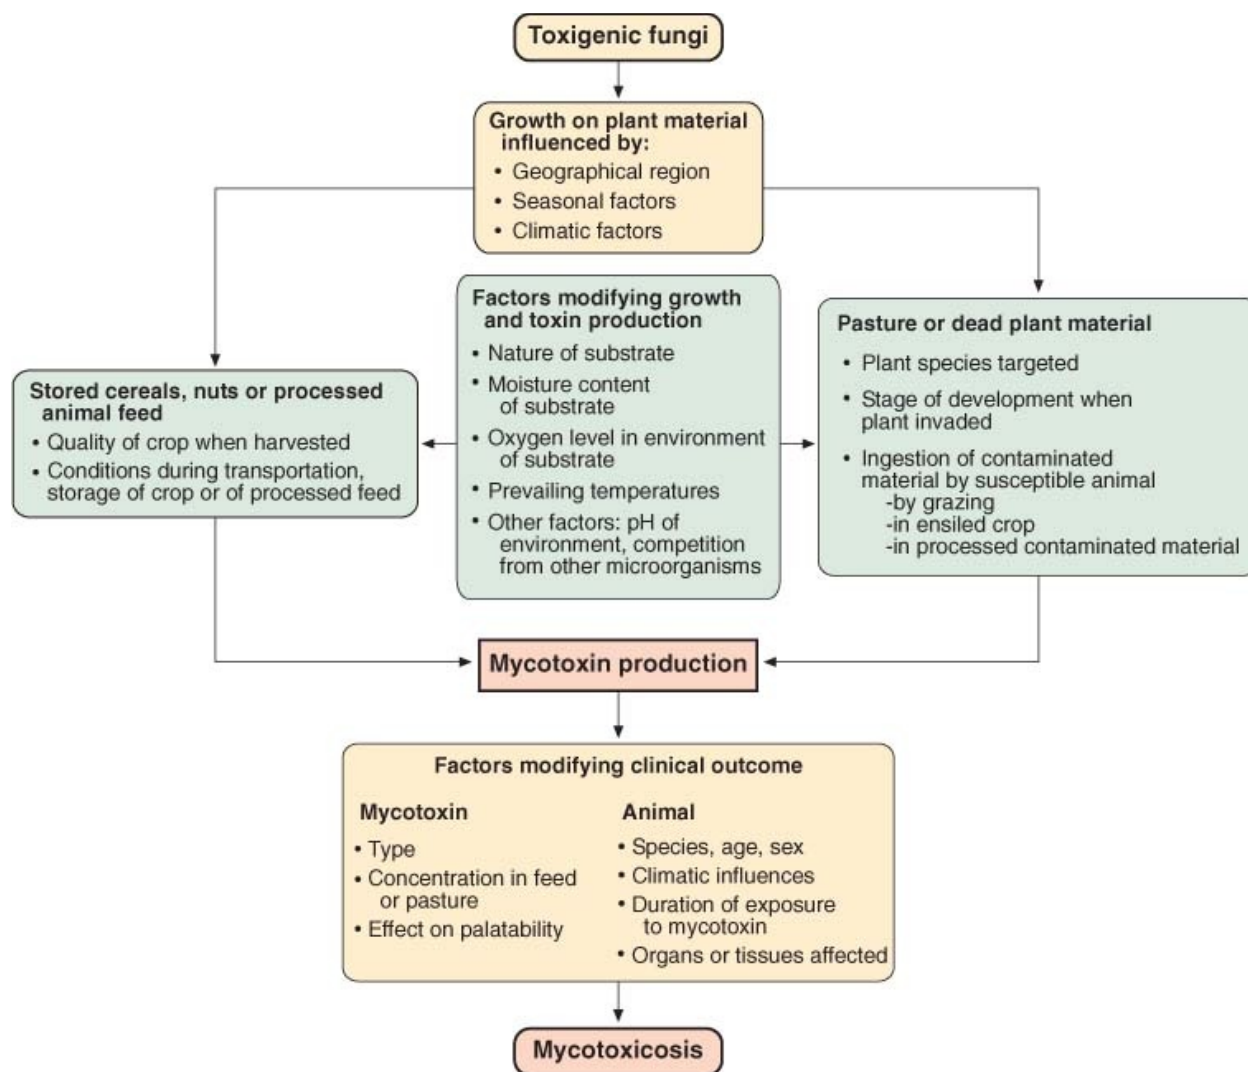 Toxigenic fungi
Growth on plant material
influenced by:
• Geographical region
• Seasonal factors
• Climatic factors
Factors modifying growth
and toxin production
• Nature of substrate
• Moisture content
of substrate
• Oxygen level in environment
of substrate
• Prevailing temperatures
• Other factors: pH of
environment, competition
from other microorganisms
Stored cereals, nuts or processed
animal feed
• Quality of crop when harvested
• Conditions during transportation,
storage of crop or of processed feed
Pasture or dead plant material
• Plant species targeted
• Stage of development when
plant invaded
• Ingestion of contaminated
material by susceptible animal
-by grazing
-in ensiled crop
-in processed contaminated material
Mycotoxin production
Factors modifying clinical outcome
Mycotoxin
• Type
• Concentration in feed
or pasture
• Effect on palatability
Animal
• Species, age, sex
• Climatic influences
• Duration of exposure
to mycotoxin
• Organs or tissues affected
Mycotoxicosis